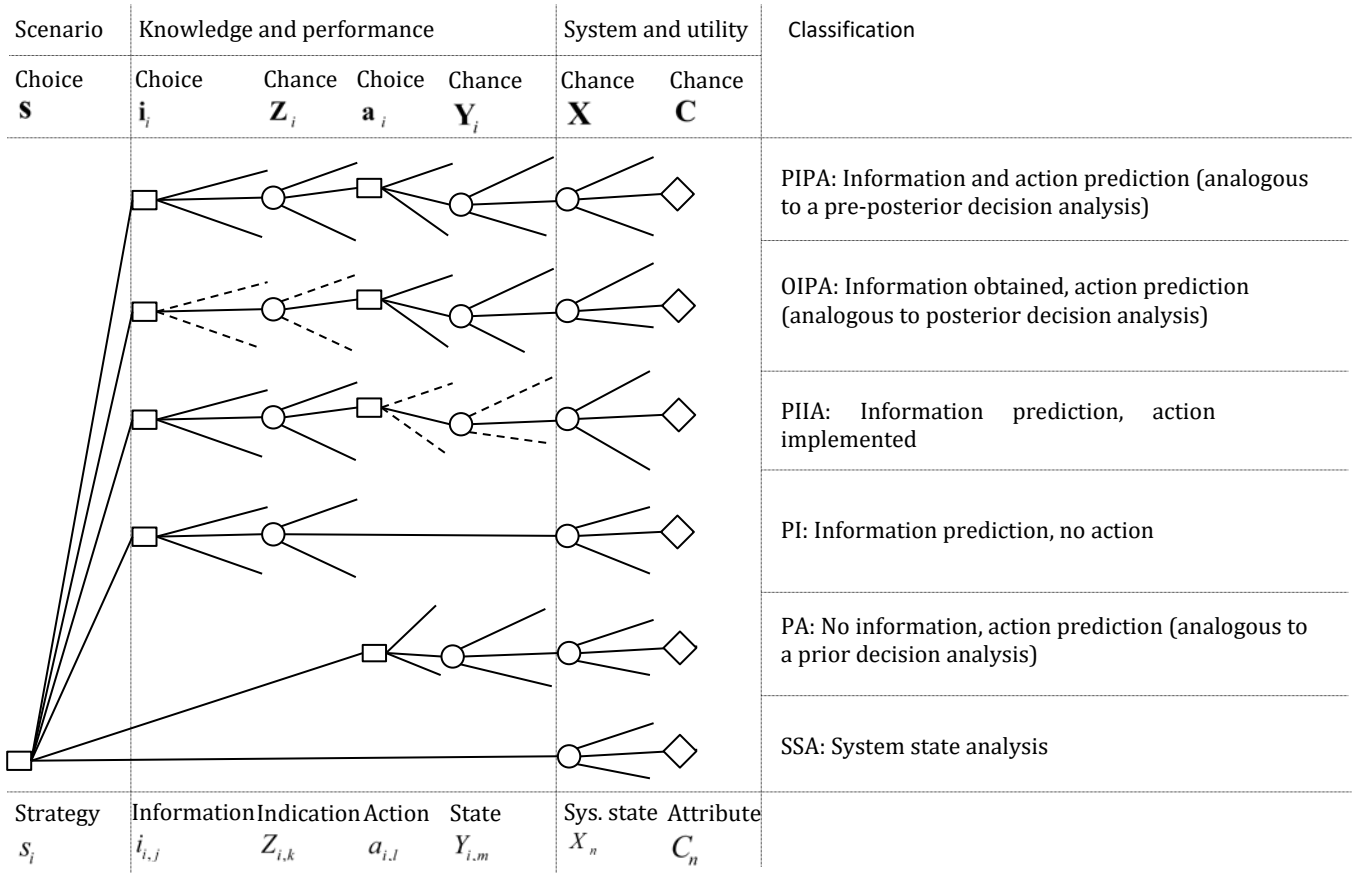 Scenario Knowledge and performance System and utility Classification
Choice Choice Chance Choice Chance Chance Chance
s i_i Z_i a_i Y_i X C
PIPA: Information and action prediction (analogous
to a pre-posterior decision analysis)
OIPA: Information obtained, action prediction
(analogous to posterior decision analysis)
PIIA: Information prediction, action
implemented
PI: Information prediction, no action
PA: No information, action prediction (analogous to
a prior decision analysis)
SSA: System state analysis
Strategy Information Indication Action State Sys. state Attribute
s_i i_{i,j} Z_{i,k} a_{i,l} Y_{i,m} X_n C_n